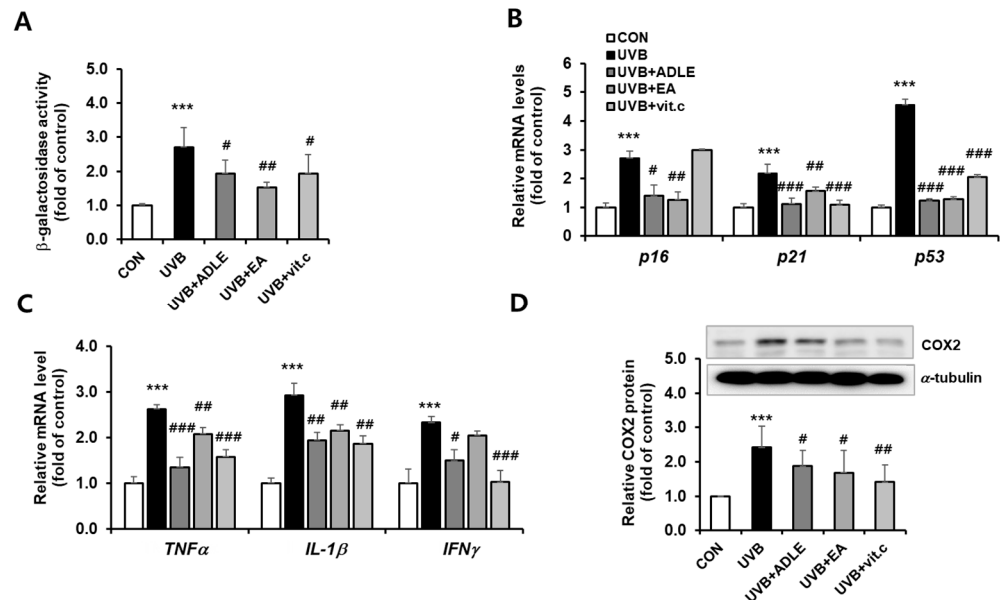 A
β-galactosidase activity
(fold of control)
5.0
4.0
3.0
2.0
1.0
0.0
***
#
##
#
CON
UVB
UVB+ADLE
UVB+EA
UVB+vit.c
B
CON
UVB
UVB+ADLE
UVB+EA
UVB+vit.c
Relative mRNA levels
(fold of control)
6
5
4
3
2
1
0
***
#
##
***
###
##
###
***
###
###
###
p16
p21
p53
C
Relative mRNA level
(fold of control)
4.0
3.0
2.0
1.0
0.0
***
###
##
###
***
##
##
##
***
#
###
TNFα
IL-1β
IFNγ
D
COX2
α-tubulin
Relative COX2 protein
(fold of control)
5.0
4.0
3.0
2.0
1.0
0.0
***
#
#
##
CON
UVB
UVB+ADLE
UVB+EA
UVB+vit.c